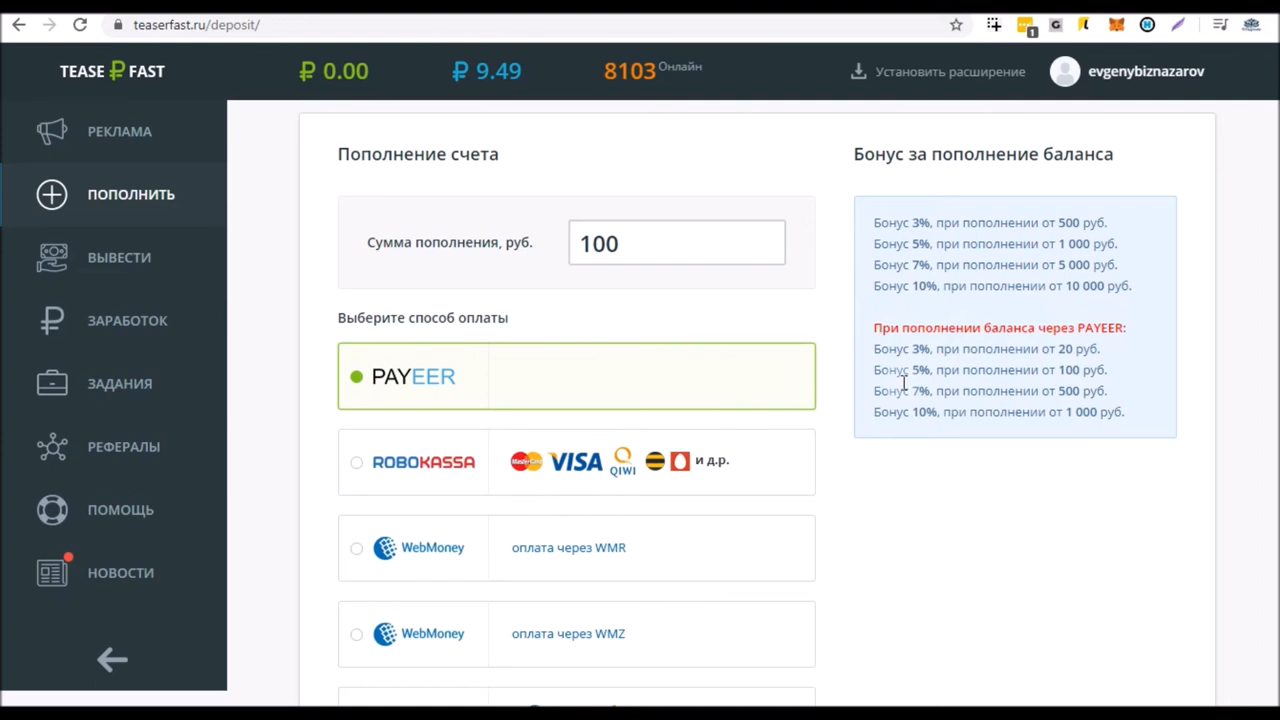 teaserfast.ru/deposit/
1
TEASE₽FAST
₽ 0.00
₽ 9.49
8103 Онлайн
Установить расширение
evgenybiznazarov
РЕКЛАМА
ПОПОЛНИТЬ
ВЫВЕСТИ
ЗАРАБОТОК
ЗАДАНИЯ
РЕФЕРАЛЫ
ПОМОЩЬ
НОВОСТИ
Пополнение счета
Сумма пополнения, руб.
100
Выберите способ оплаты
PAYEER
ROBOKASSA
MasterCard VISA QIWI и д.р.
WebMoney оплата через WMR
WebMoney оплата через WMZ
Бонус за пополнение баланса
Бонус 3%, при пополнении от 500 руб.
Бонус 5%, при пополнении от 1 000 руб.
Бонус 7%, при пополнении от 5 000 руб.
Бонус 10%, при пополнении от 10 000 руб.
При пополнении баланса через PAYEER:
Бонус 3%, при пополнении от 20 руб.
Бонус 5%, при пополнении от 100 руб.
Бонус 7%, при пополнении от 500 руб.
Бонус 10%, при пополнении от 1 000 руб.